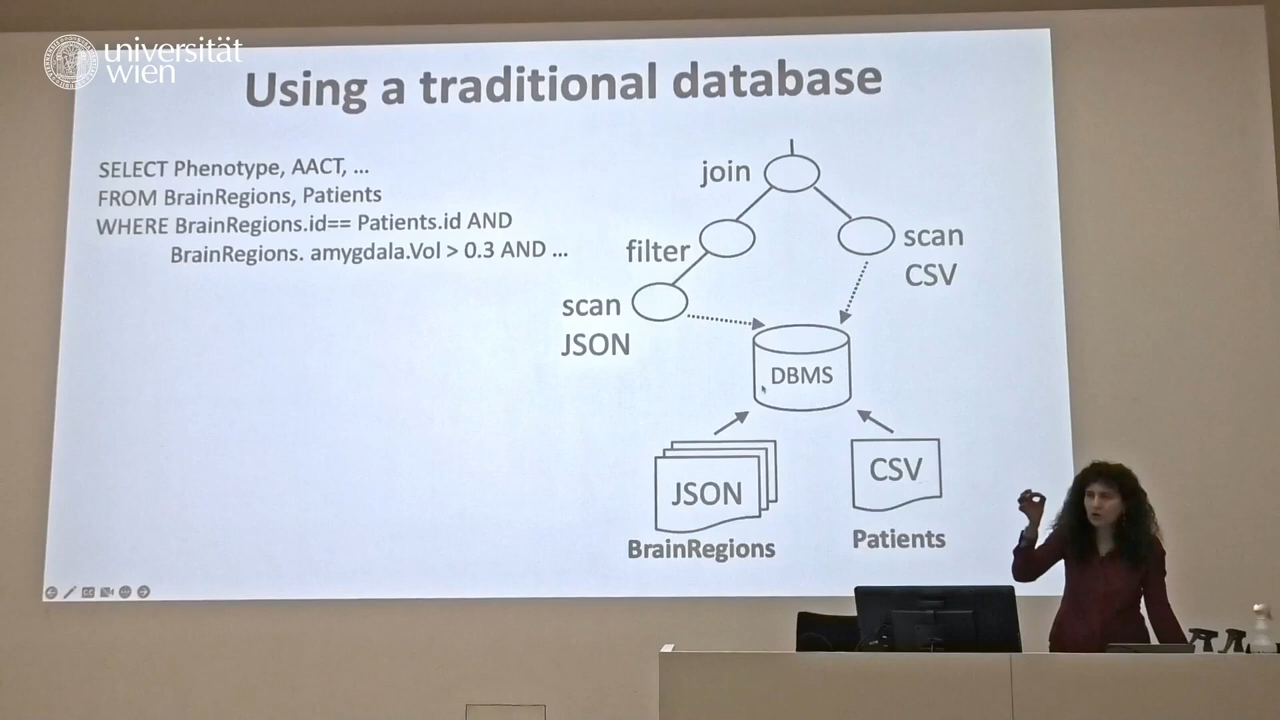 universität
wien
Using a traditional database
SELECT Phenotype, AACT, ...
FROM BrainRegions, Patients
WHERE BrainRegions.id== Patients.id AND
BrainRegions. amygdala.Vol > 0.3 AND ...
join
filter
scan
CSV
scan
JSON
DBMS
JSON
CSV
BrainRegions
Patients